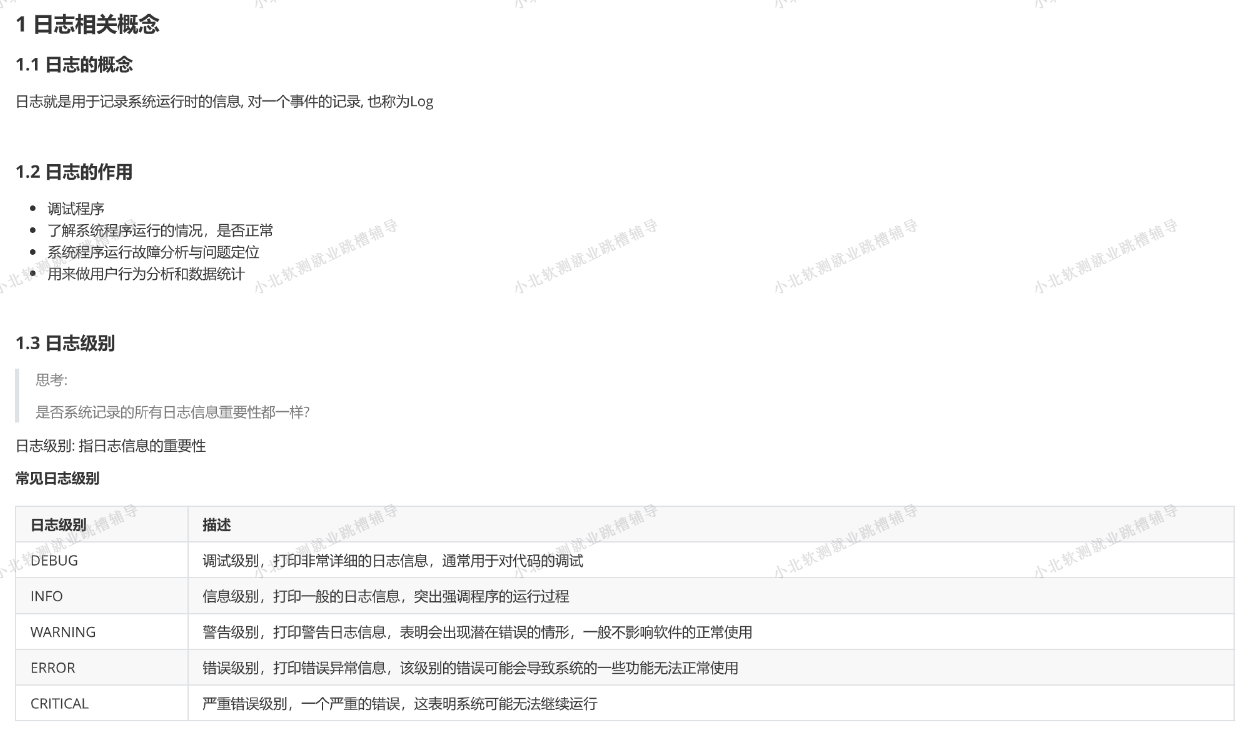 1 日志相关概念
1.1 日志的概念
日志就是用于记录系统运行时的信息, 对一个事件的记录, 也称为Log
1.2 日志的作用
调试程序
了解系统程序运行的情况，是否正常
系统程序运行故障分析与问题定位
用来做用户行为分析和数据统计
1.3 日志级别
思考:
是否系统记录的所有日志信息重要性都一样?
日志级别: 指日志信息的重要性
常见日志级别
日志级别 描述
DEBUG 调试级别，打印非常详细的日志信息，通常用于对代码的调试
INFO 信息级别，打印一般的日志信息，突出强调程序的运行过程
WARNING 警告级别，打印警告日志信息，表明会出现潜在错误的情形，一般不影响软件的正常使用
ERROR 错误级别，打印错误异常信息，该级别的错误可能会导致系统的一些功能无法正常使用
CRITICAL 严重错误级别，一个严重的错误，这表明系统可能无法继续运行
小北软测就业跳槽辅导
小北软测就业跳槽辅导
小北软测就业跳槽辅导
小北软测就业跳槽辅导
小北软测就业跳槽辅导
小北软测就业跳槽辅导
小北软测就业跳槽辅导
小北软测就业跳槽辅导
小北软测就业跳槽辅导
小北软测就业跳槽辅导